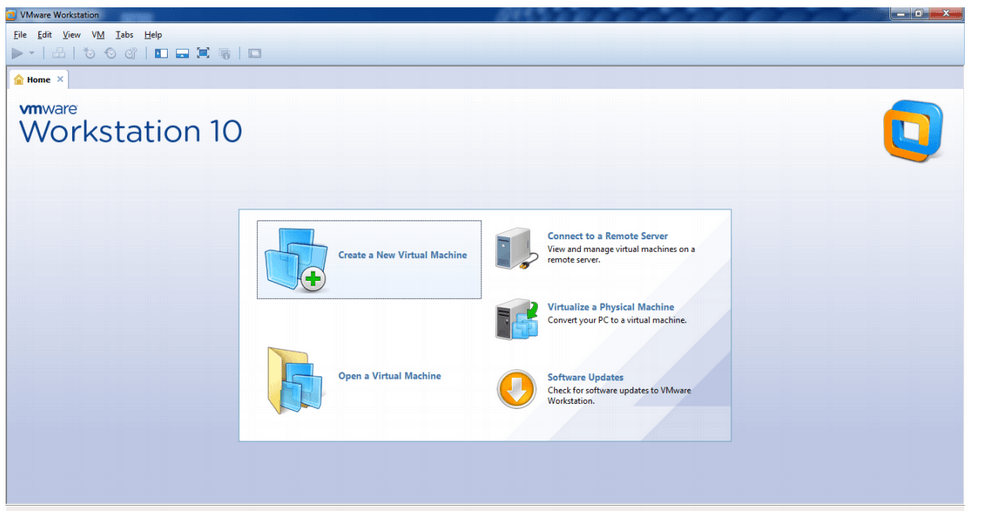 VMware Workstation
File Edit View VM Tabs Help
Home
vmware
Workstation 10
Create a New Virtual Machine
Open a Virtual Machine
Connect to a Remote Server
View and manage virtual machines on a
remote server.
Virtualize a Physical Machine
Convert your PC to a virtual machine.
Software Updates
Check for software updates to VMware
Workstation.